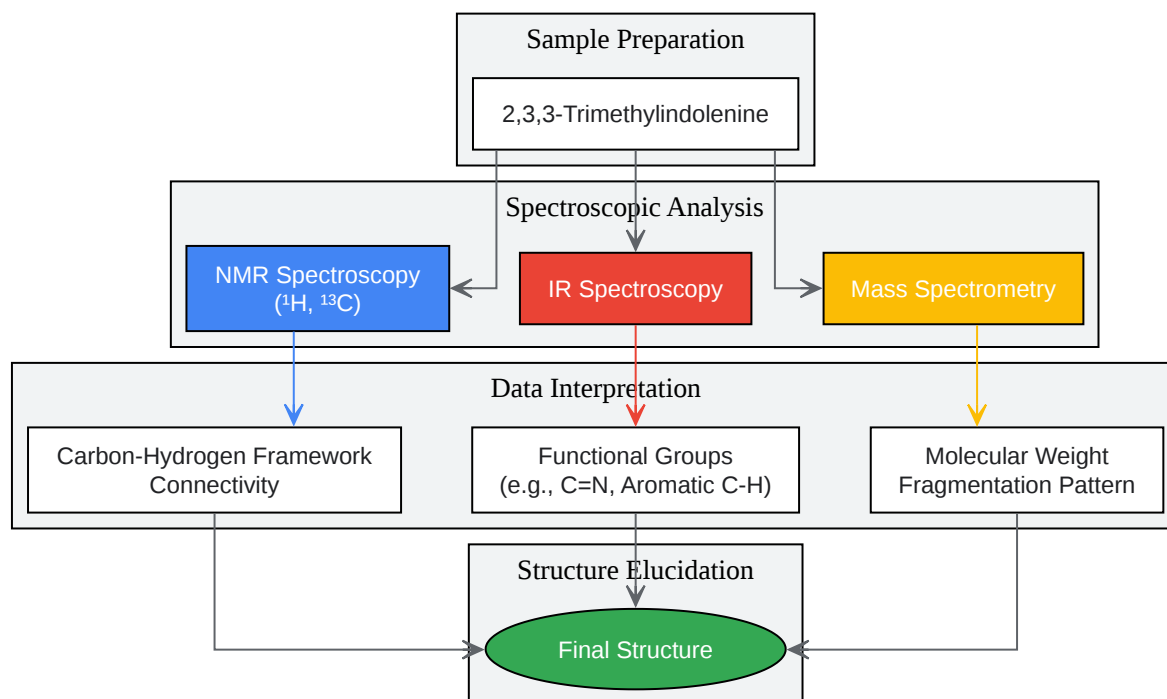 Sample Preparation
2,3,3-Trimethylindolenine
Spectroscopic Analysis
NMR Spectroscopy
(¹H, ¹³C)
IR Spectroscopy
Mass Spectrometry
Data Interpretation
Carbon-Hydrogen Framework
Connectivity
Functional Groups
(e.g., C=N, Aromatic C-H)
Molecular Weight
Fragmentation Pattern
Structure Elucidation
Final Structure